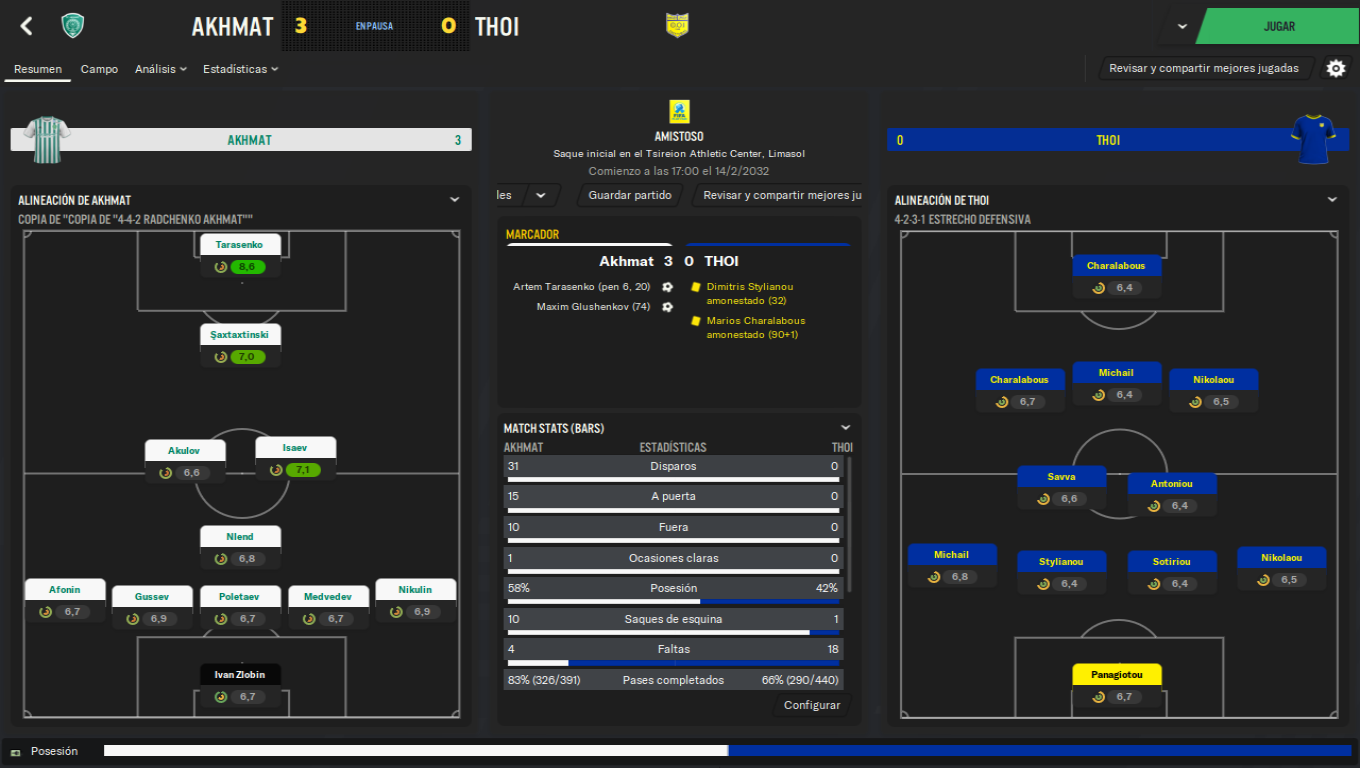 AKHMAT
3
EN PAUSA
0
THOI
JUGAR
Resumen
Campo
Análisis
Estadísticas
Revisar y compartir mejores jugadas
AKHMAT
3
ALINEACIÓN DE AKHMAT
COPIA DE "COPIA DE "4-4-2 RADCHENKO AKHMAT""
Tarasenko
8,6
Şaxtaxtinski
7,0
Akulov
6,6
Isaev
7,1
Nlend
6,8
Afonin
6,7
Gussev
6,9
Poletaev
6,7
Medvedev
6,7
Nikulin
6,9
Ivan Zlobin
6,7
FIFA
AMISTOSO
Saque inicial en el Tsireion Athletic Center, Limasol
Comienzo a las 17:00 el 14/2/2032
les
Guardar partido
Revisar y compartir mejores ju
MARCADOR
Akhmat 3 0 THOI
Artem Tarasenko (pen 6, 20)
Maxim Glushenkov (74)
Dimitris Stylianou
amonestado (32)
Marios Charalabous
amonestado (90+1)
MATCH STATS (BARS)
AKHMAT ESTADÍSTICAS THOI
31 Disparos 0
15 A puerta 0
10 Fuera 0
1 Ocasiones claras 0
58% Posesión 42%
10 Saques de esquina 1
4 Faltas 18
83% (326/391) Pases completados 66% (290/440)
Configurar
0
THOI
ALINEACIÓN DE THOI
4-2-3-1 ESTRECHO DEFENSIVA
Charalabous
6,4
Charalabous
6,7
Michail
6,4
Nikolaou
6,5
Savva
6,6
Antoniou
6,4
Michail
6,8
Stylianou
6,4
Sotiriou
6,4
Nikolaou
6,5
Panagiotou
6,7
Posesión